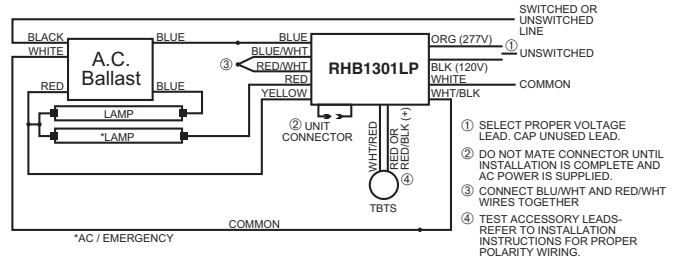 SWITCHED OR
UNSWITCHED
LINE
BLACK
BLUE
BLUE
ORG (277V)
①
WHITE
BLUE/WHT
UNSWITCHED
A.C.
Ballast
③
RHB1301LP
RED/WHT
BLK (120V)
RED
BLUE
RED
WHITE
COMMON
YELLOW
WHT/BLK
LAMP
*LAMP
② UNIT
CONNECTOR
WHT/RED
RED OR
RED/BLK (+)
④
TBTS
COMMON
*AC / EMERGENCY
① SELECT PROPER VOLTAGE
LEAD. CAP UNUSED LEAD.
② DO NOT MATE CONNECTOR UNTIL
INSTALLATION IS COMPLETE AND
AC POWER IS SUPPLIED.
③ CONNECT BLU/WHT AND RED/WHT
WIRES TOGETHER
④ TEST ACCESSORY LEADS-
REFER TO INSTALLATION
INSTRUCTIONS FOR PROPER
POLARITY WIRING.